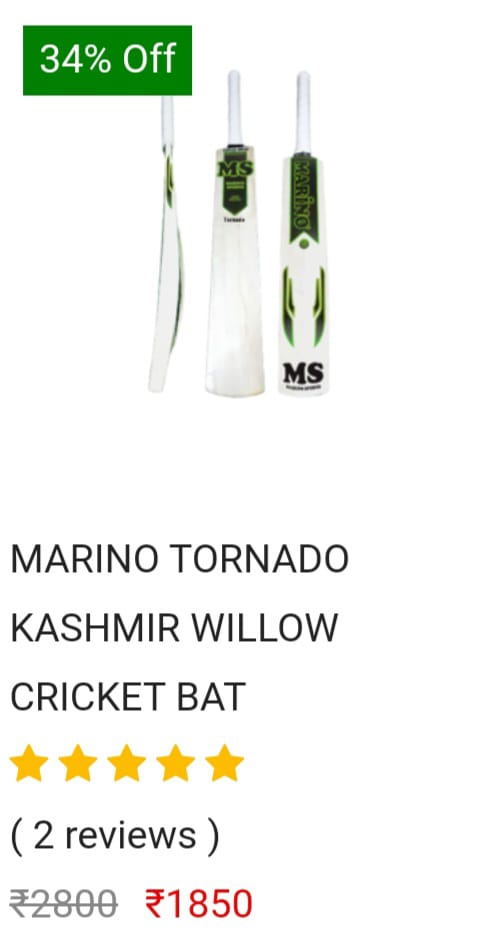 34% Off
MS
Tornado
MARINO
MS
MARINO TORNADO
KASHMIR WILLOW
CRICKET BAT
( 2 reviews )
₹2800 ₹1850